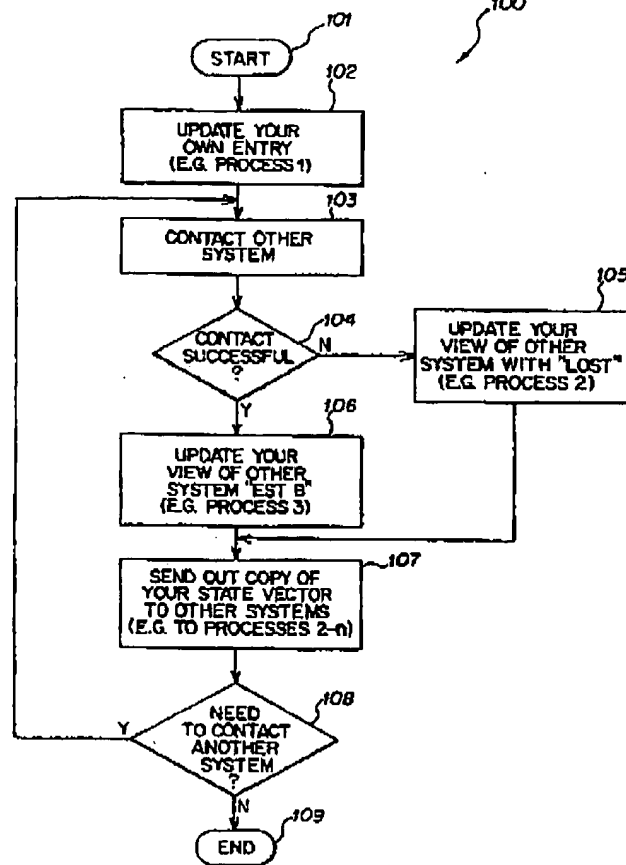 100
101
START
102
UPDATE YOUR
OWN ENTRY
(E.G. PROCESS 1)
103
CONTACT OTHER
SYSTEM
104
CONTACT
SUCCESSFUL
?
N
Y
105
UPDATE YOUR
VIEW OF OTHER
SYSTEM WITH "LOST"
(E.G. PROCESS 2)
106
UPDATE YOUR
VIEW OF OTHER
SYSTEM "EST B"
(E.G. PROCESS 3)
107
SEND OUT COPY OF
YOUR STATE VECTOR
TO OTHER SYSTEMS
(E.G. TO PROCESSES 2-n)
108
Y
NEED
TO CONTACT
ANOTHER
SYSTEM
?
N
109
END